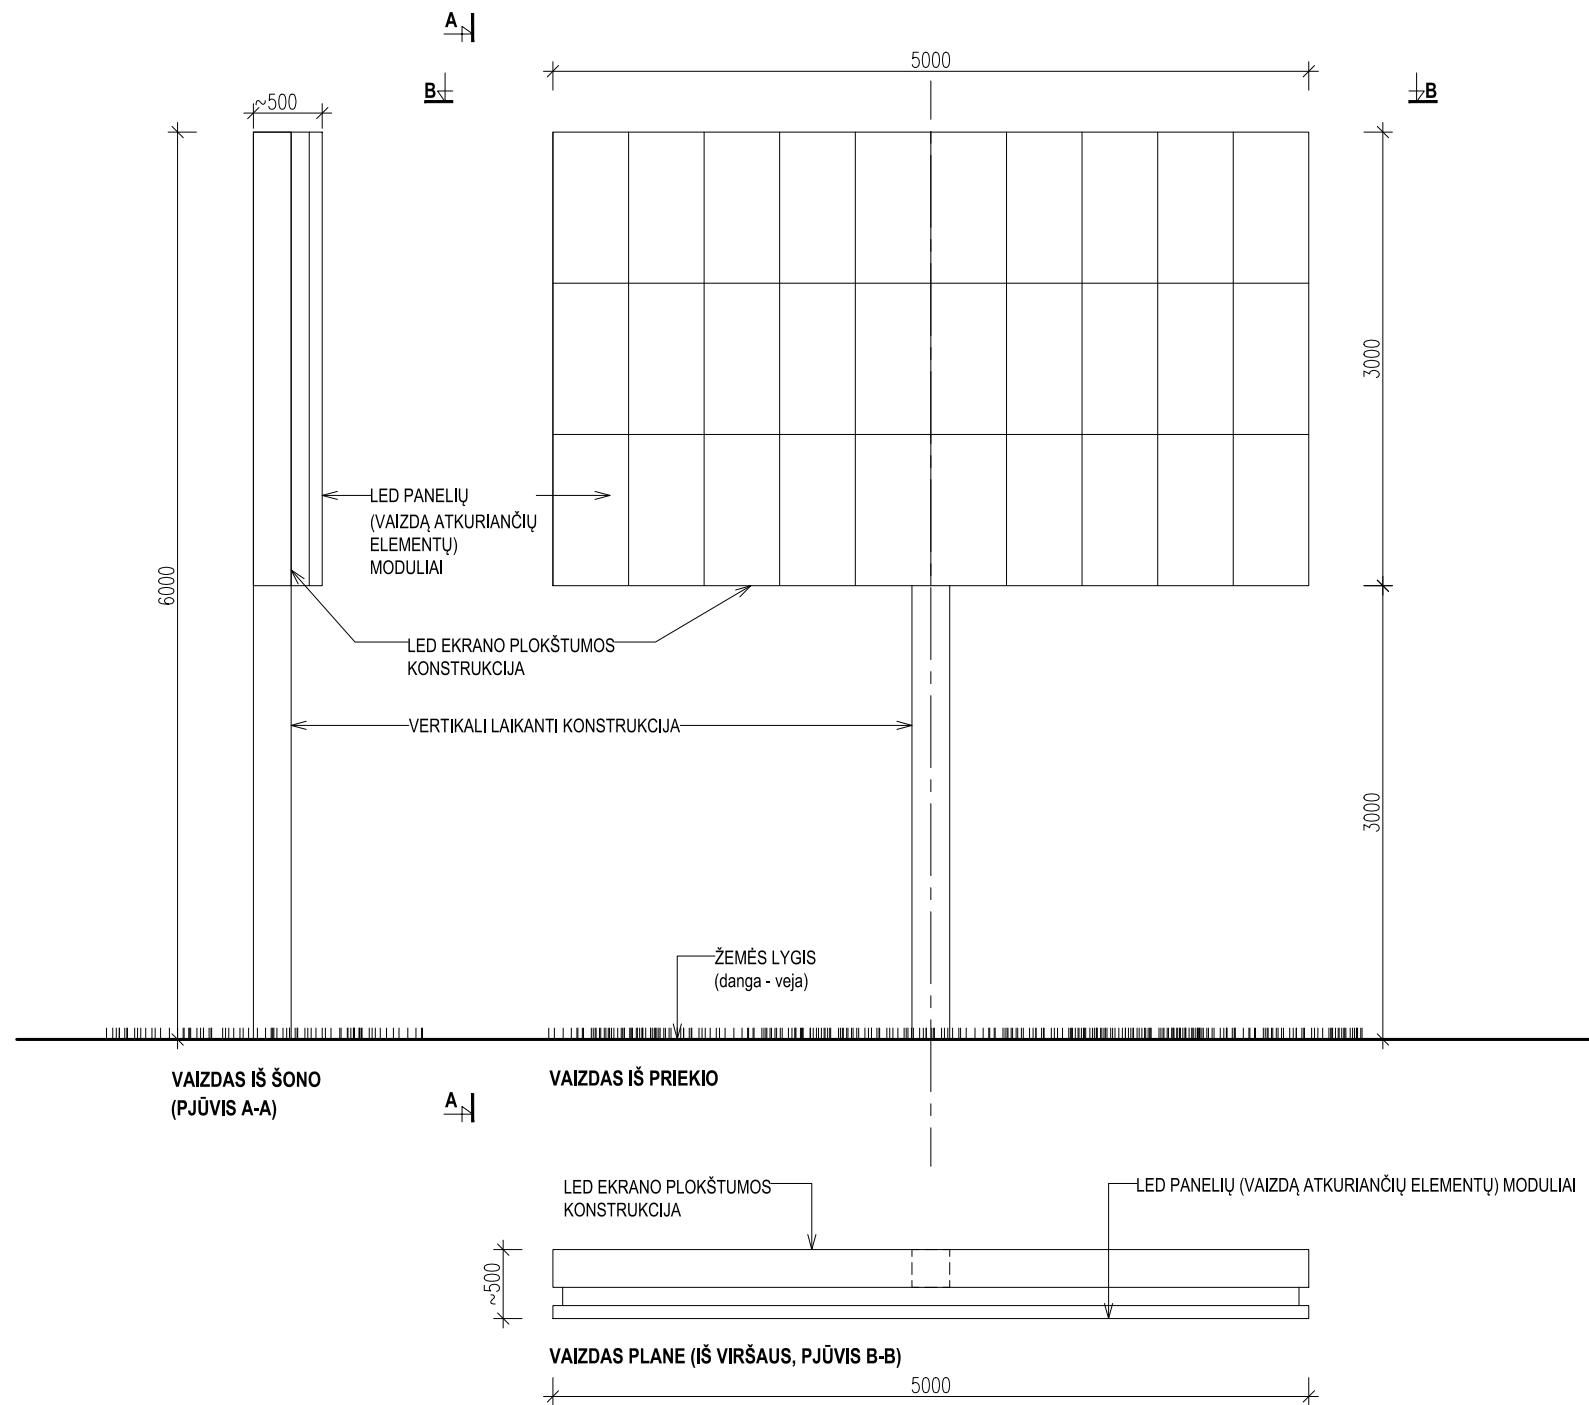 A
5000
B
B
~500
3000
LED PANELIŲ
(VAIZDĄ ATKURIANČIŲ
ELEMENTŲ)
MODULIAI
6000
LED EKRANO PLOKŠTUMOS
KONSTRUKCIJA
VERTIKALI LAIKANTI KONSTRUKCIJA
3000
ŽEMĖS LYGIS
(danga - veja)
VAIZDAS IŠ ŠONO
(PJŪVIS A-A)
VAIZDAS IŠ PRIEKIO
A
LED EKRANO PLOKŠTUMOS
KONSTRUKCIJA
LED PANELIŲ (VAIZDĄ ATKURIANČIŲ ELEMENTŲ) MODULIAI
~500
VAIZDAS PLANE (IŠ VIRŠAUS, PJŪVIS B-B)
5000